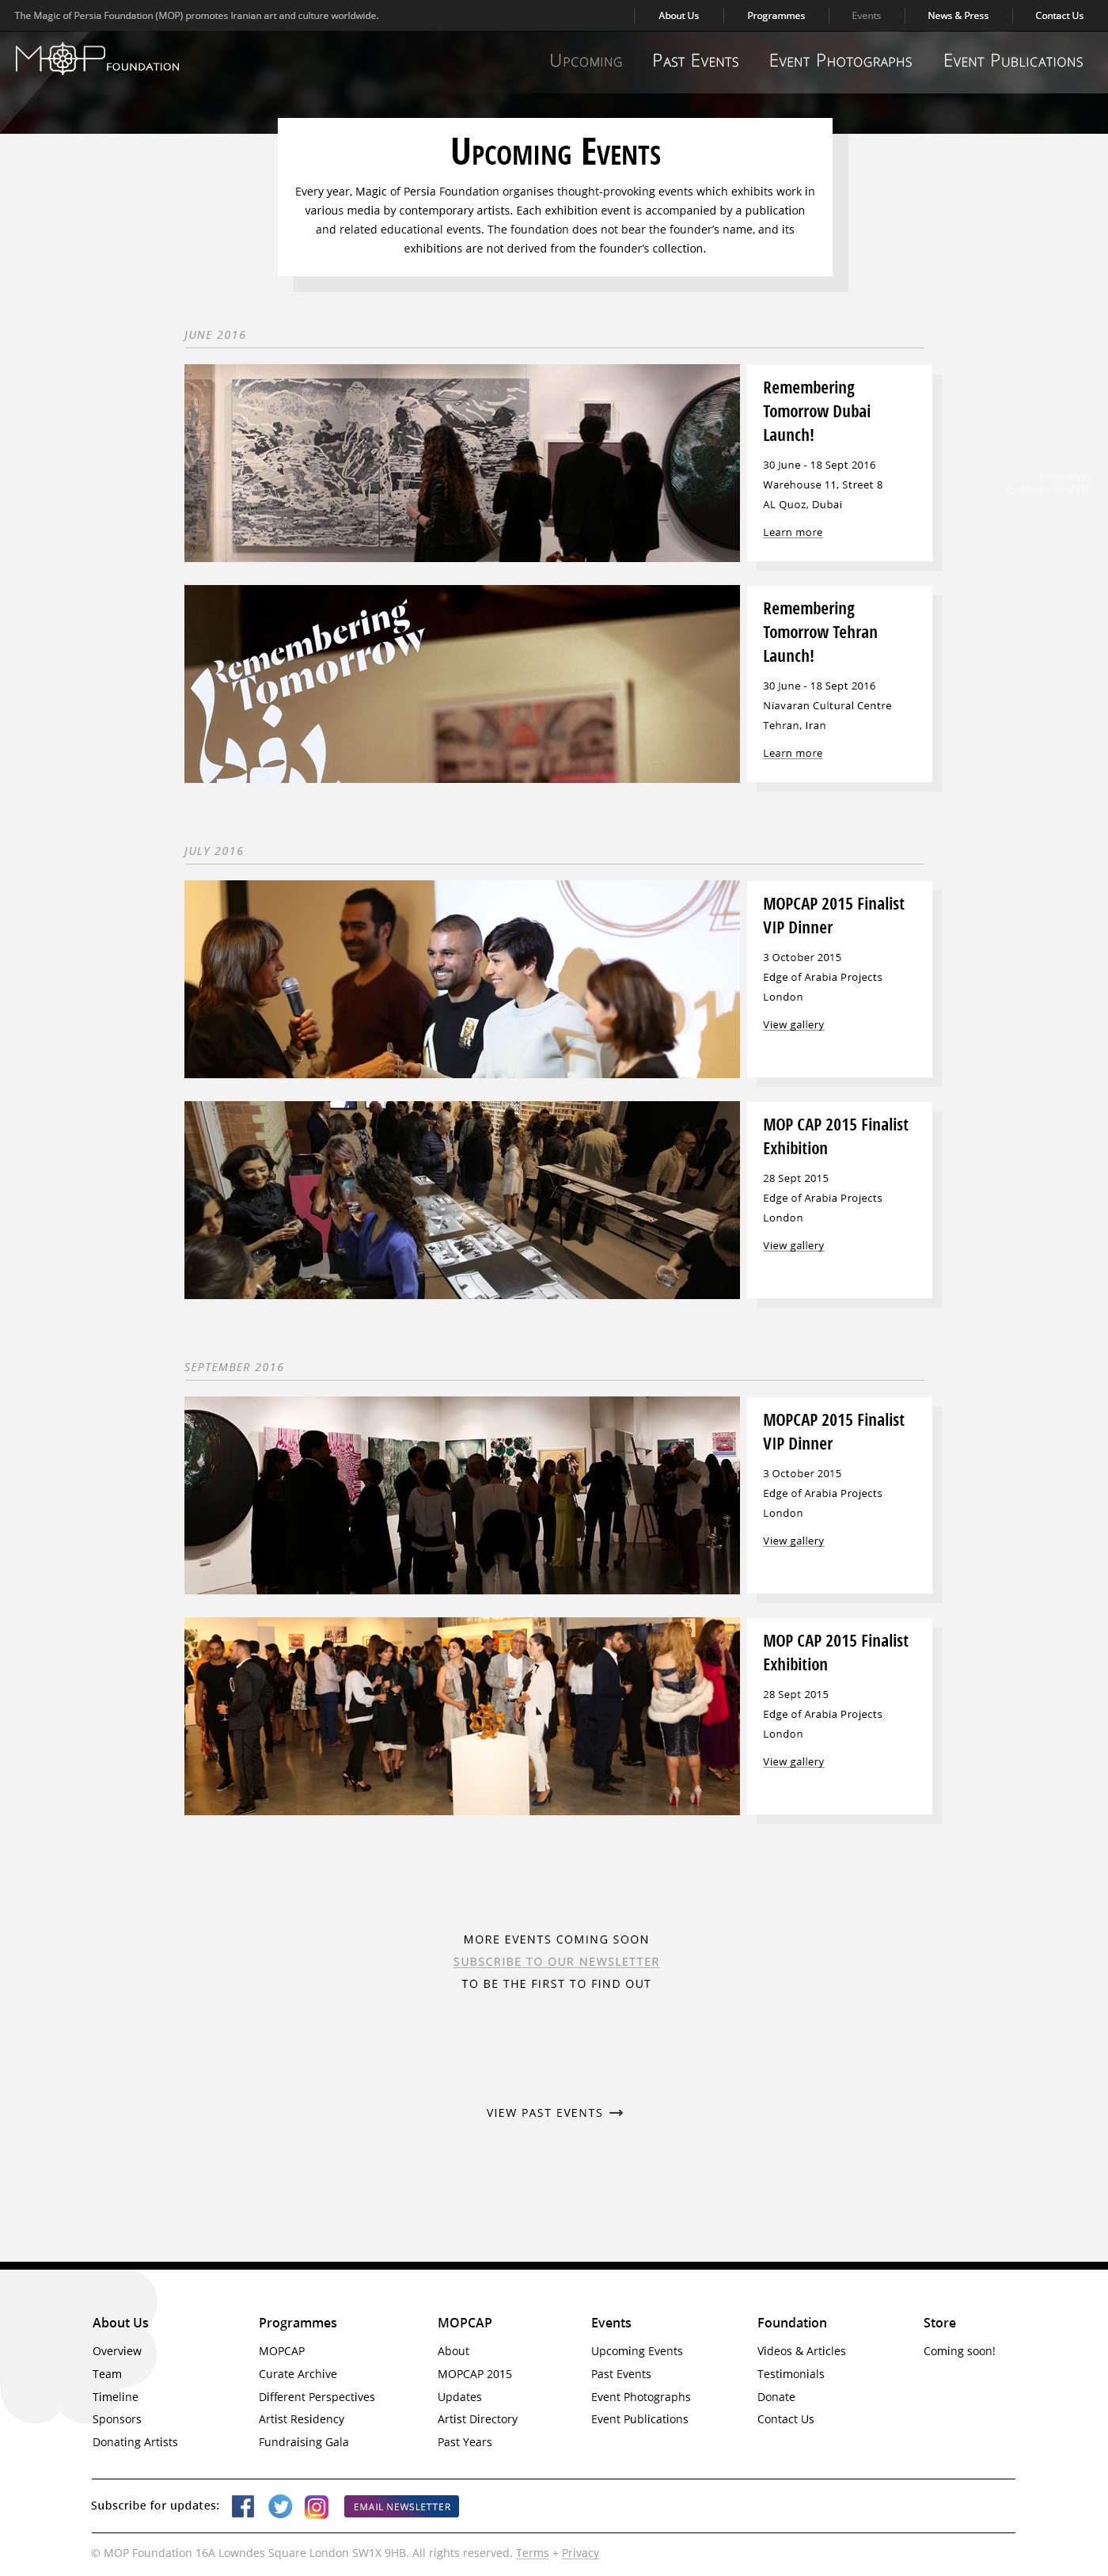 The Magic of Persia Foundation (MOP) promotes Iranian art and culture worldwide.
About Us
Programmes
Events
News & Press
Contact Us
MOP FOUNDATION
Upcoming
Past Events
Event Photographs
Event Publications
Upcoming Events
Every year, Magic of Persia Foundation organises thought-provoking events which exhibits work in
various media by contemporary artists. Each exhibition event is accompanied by a publication
and related educational events. The foundation does not bear the founder’s name, and its
exhibitions are not derived from the founder’s collection.
JUNE 2016
Remembering
Tomorrow Dubai
Launch!
30 June - 18 Sept 2016
Warehouse 11, Street 8
AL Quoz, Dubai
Learn more
Remembering
Tomorrow
Remembering
Tomorrow Tehran
Launch!
30 June - 18 Sept 2016
Niavaran Cultural Centre
Tehran, Iran
Learn more
JULY 2016
MOPCAP 2015 Finalist
VIP Dinner
3 October 2015
Edge of Arabia Projects
London
View gallery
MOP CAP 2015 Finalist
Exhibition
28 Sept 2015
Edge of Arabia Projects
London
View gallery
SEPTEMBER 2016
MOPCAP 2015 Finalist
VIP Dinner
3 October 2015
Edge of Arabia Projects
London
View gallery
MOP CAP 2015 Finalist
Exhibition
28 Sept 2015
Edge of Arabia Projects
London
View gallery
MORE EVENTS COMING SOON
SUBSCRIBE TO OUR NEWSLETTER
TO BE THE FIRST TO FIND OUT
VIEW PAST EVENTS →
About Us
Overview
Team
Timeline
Sponsors
Donating Artists
Programmes
MOPCAP
Curate Archive
Different Perspectives
Artist Residency
Fundraising Gala
MOPCAP
About
MOPCAP 2015
Updates
Artist Directory
Past Years
Events
Upcoming Events
Past Events
Event Photographs
Event Publications
Foundation
Videos & Articles
Testimonials
Donate
Contact Us
Store
Coming soon!
Subscribe for updates:
EMAIL NEWSLETTER
© MOP Foundation 16A Lowndes Square London SW1X 9HB. All rights reserved. Terms + Privacy